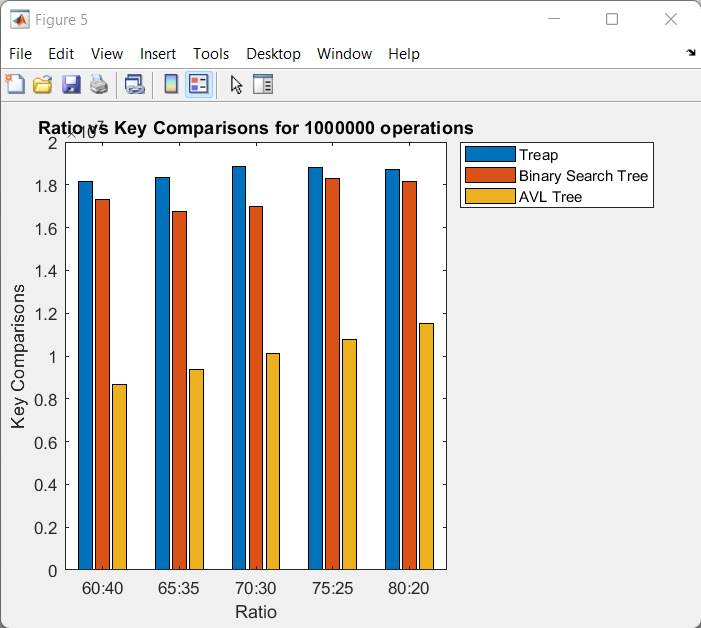 Figure 5
File Edit View Insert Tools Desktop Window Help
Ratio vs Key Comparisons for 1000000 operations
×10^7
Treap
Binary Search Tree
AVL Tree
2
1.8
1.6
1.4
1.2
1
0.8
0.6
0.4
0.2
0
Key Comparisons
60:40 65:35 70:30 75:25 80:20
Ratio